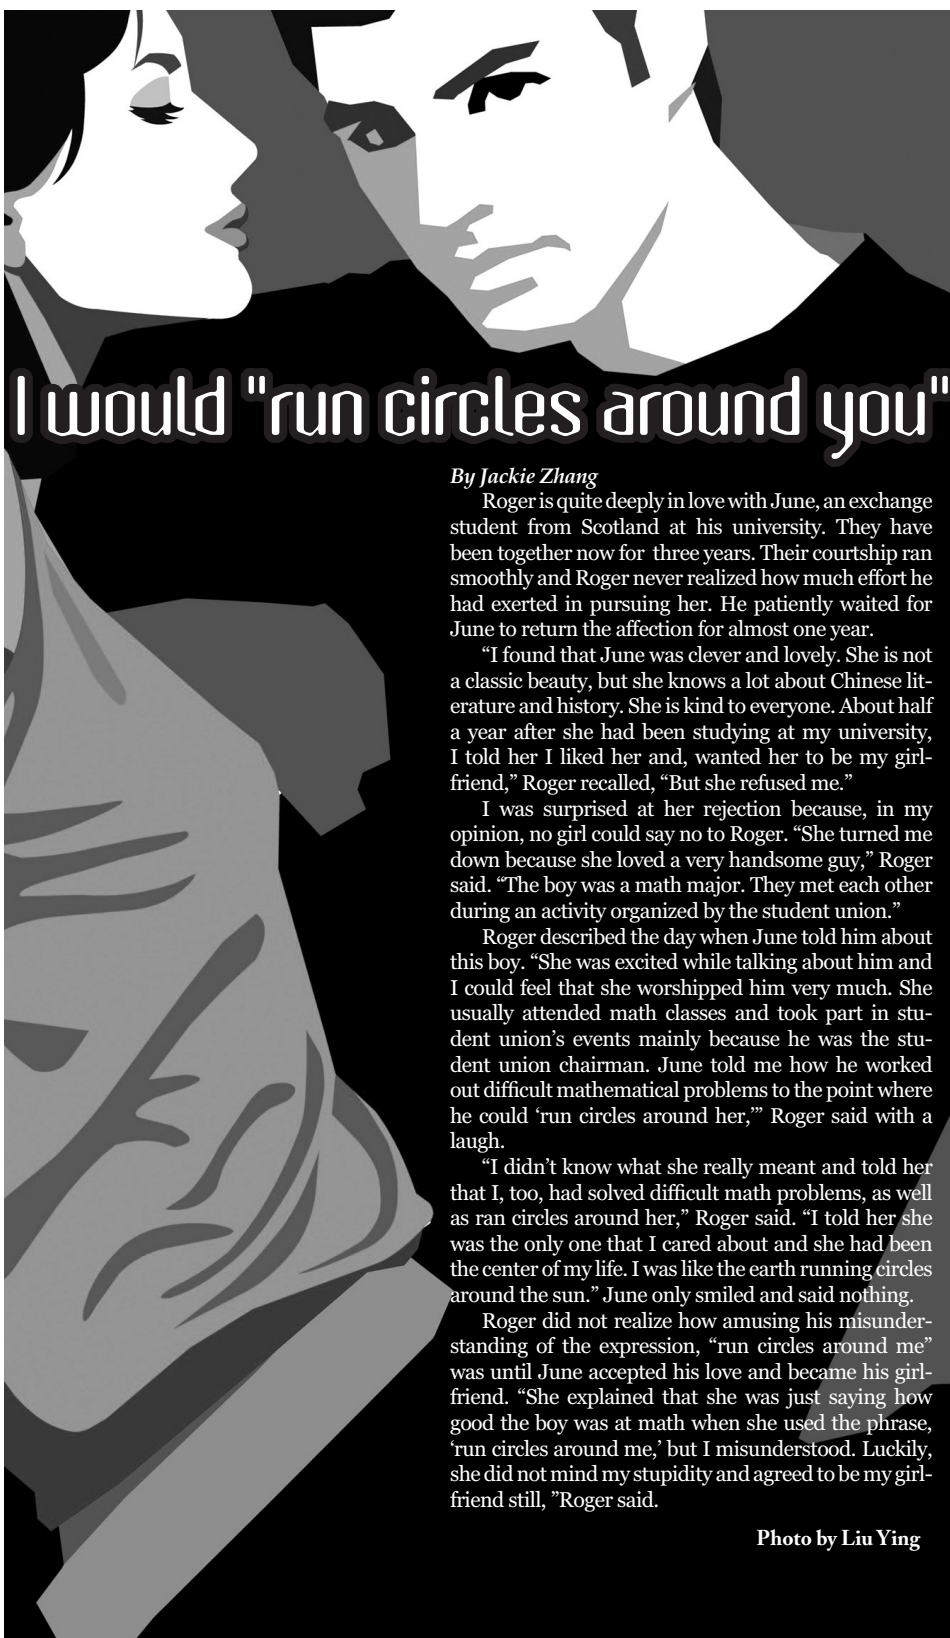 I would "run circles around you"
By Jackie Zhang
Roger is quite deeply in love with June, an exchange
student from Scotland at his university. They have
been together now for three years. Their courtship ran
smoothly and Roger never realized how much effort he
had exerted in pursuing her. He patiently waited for
June to return the affection for almost one year.
“I found that June was clever and lovely. She is not
a classic beauty, but she knows a lot about Chinese lit-
erature and history. She is kind to everyone. About half
a year after she had been studying at my university,
I told her I liked her and, wanted her to be my girl-
friend,” Roger recalled, “But she refused me.”
I was surprised at her rejection because, in my
opinion, no girl could say no to Roger. “She turned me
down because she loved a very handsome guy,” Roger
said. “The boy was a math major. They met each other
during an activity organized by the student union.”
Roger described the day when June told him about
this boy. “She was excited while talking about him and
I could feel that she worshipped him very much. She
usually attended math classes and took part in stu-
dent union’s events mainly because he was the stu-
dent union chairman. June told me how he worked
out difficult mathematical problems to the point where
he could ‘run circles around her,’” Roger said with a
laugh.
“I didn’t know what she really meant and told her
that I, too, had solved difficult math problems, as well
as ran circles around her,” Roger said. “I told her she
was the only one that I cared about and she had been
the center of my life. I was like the earth running circles
around the sun.” June only smiled and said nothing.
Roger did not realize how amusing his misunder-
standing of the expression, “run circles around me”
was until June accepted his love and became his girl-
friend. “She explained that she was just saying how
good the boy was at math when she used the phrase,
‘run circles around me,’ but I misunderstood. Luckily,
she did not mind my stupidity and agreed to be my girl-
friend still, ”Roger said.
Photo by Liu Ying